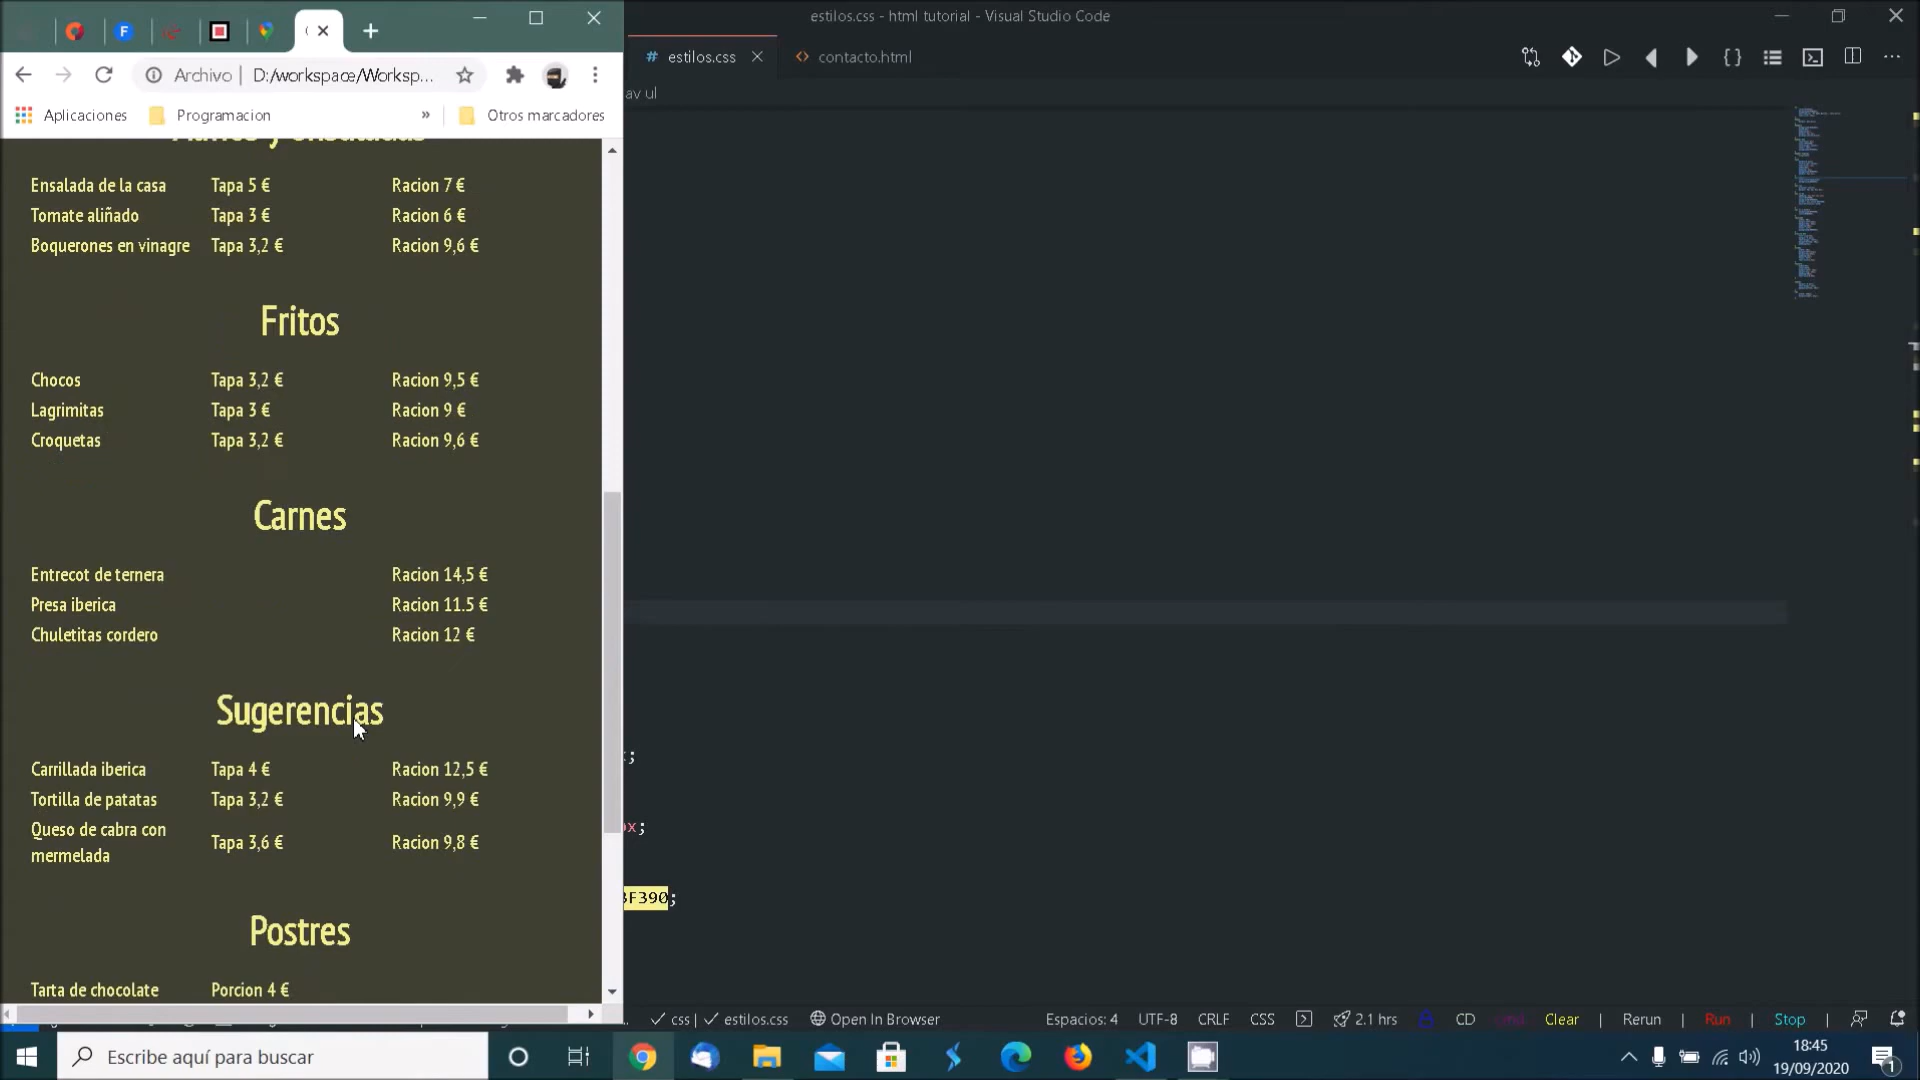 estilos.css - html tutorial - Visual Studio Code
F
estilos.css
contacto.html
Archivo | D:/workspace/Worksp...
av ul
Aplicaciones Programacion » Otros marcadores
Ensalada de la casa Tapa 5 € Racion 7 €
Tomate aliñado Tapa 3 € Racion 6 €
Boquerones en vinagre Tapa 3,2 € Racion 9,6 €
Fritos
Chocos Tapa 3,2 € Racion 9,5 €
Lagrimitas Tapa 3 € Racion 9 €
Croquetas Tapa 3,2 € Racion 9,6 €
Carnes
Entrecot de ternera Racion 14,5 €
Presa iberica Racion 11.5 €
Chuletitas cordero Racion 12 €
Sugerencias
Carrillada iberica Tapa 4 € Racion 12,5 €
Tortilla de patatas Tapa 3,2 € Racion 9,9 €
Queso de cabra con
mermelada Tapa 3,6 € Racion 9,8 €
Postres
Tarta de chocolate Porcion 4 €
x;
F390;
css | estilos.css Open In Browser Espacios: 4 UTF-8 CRLF CSS 2.1 hrs CD cmd Clear | Rerun | Run | Stop |
Escribe aquí para buscar
18:45
19/09/2020
1